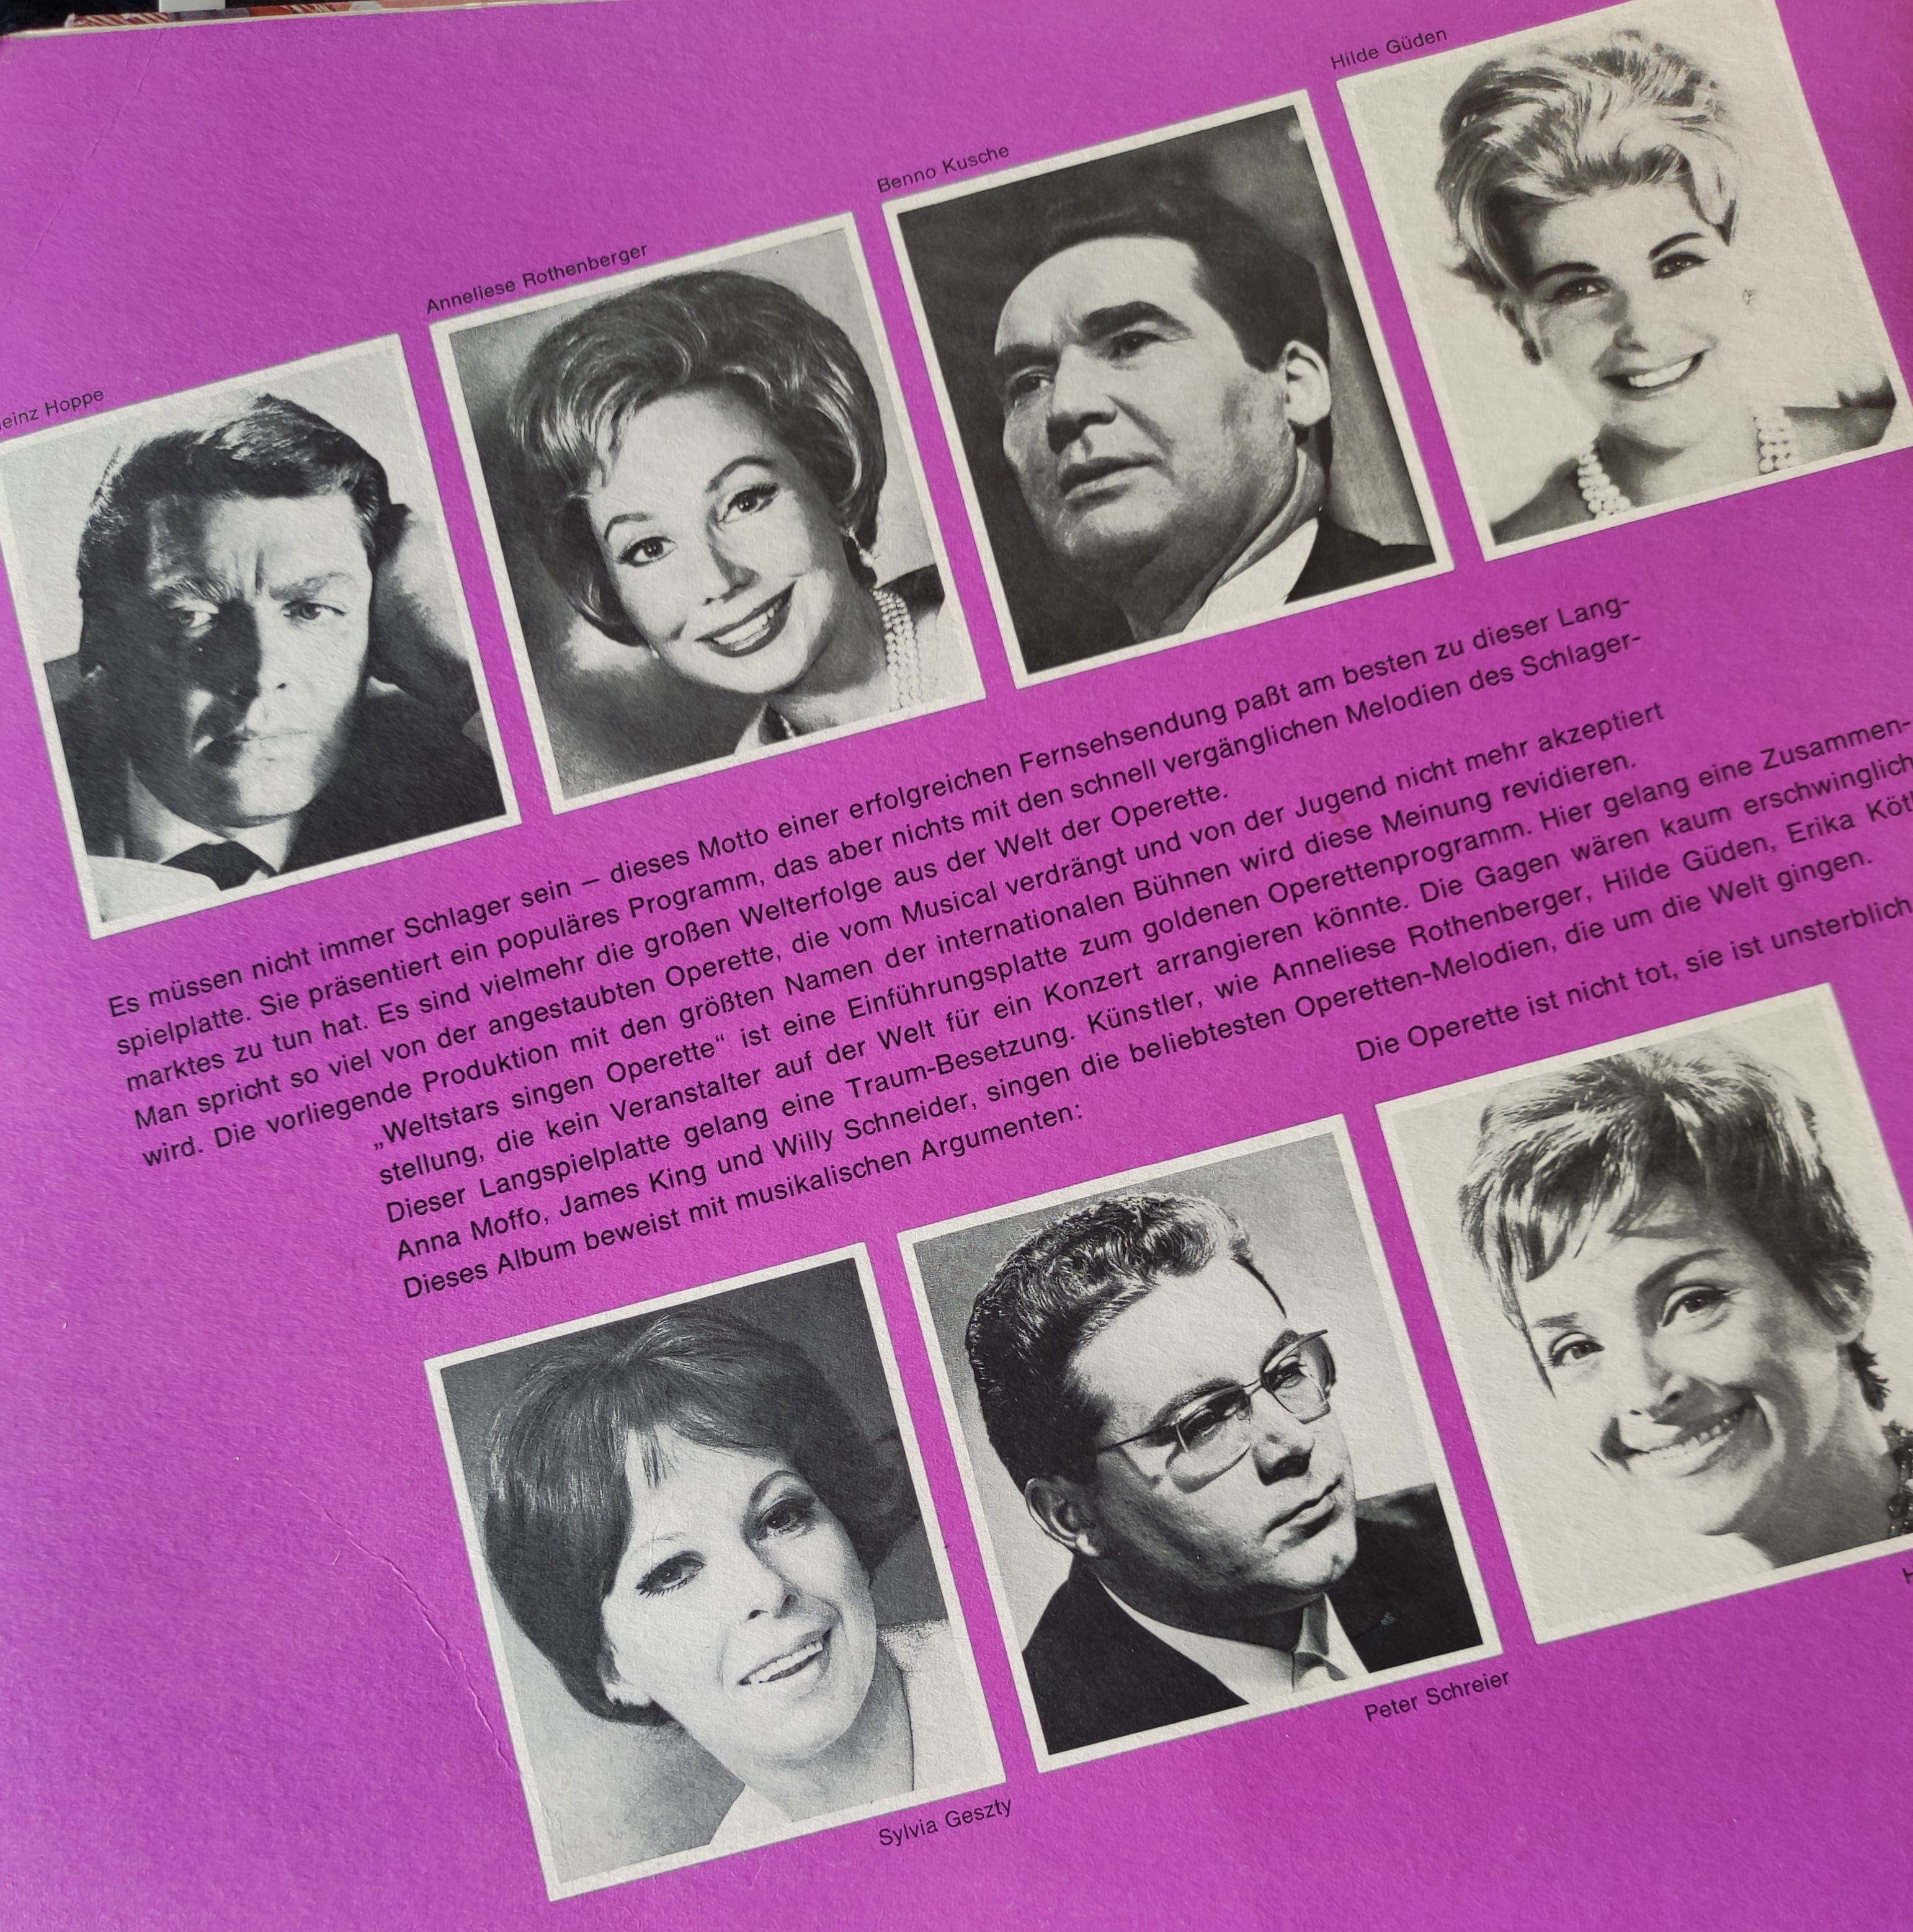 Heinz Hoppe
Anneliese Rothenberger
Benno Kusche
Hilde Güden
Es müssen nicht immer Schlager sein – dieses Motto einer erfolgreichen Fernsehsendung paßt am besten zu dieser Lang-
spielplatte. Sie präsentiert ein populäres Programm, das aber nichts mit den schnell vergänglichen Melodien des Schlager-
marktes zu tun hat. Es sind vielmehr die großen Welterfolge aus der Welt der Operette.
Man spricht so viel von der angestaubten Operette, die vom Musical verdrängt und von der Jugend nicht mehr akzeptiert
wird. Die vorliegende Produktion mit den größten Namen der internationalen Bühnen wird diese Meinung revidieren.
„Weltstars singen Operette“ ist eine Einführungsplatte zum goldenen Operettenprogramm. Hier gelang eine Zusammen-
stellung, die kein Veranstalter auf der Welt für ein Konzert arrangieren könnte. Die Gagen wären kaum erschwinglich
Dieser Langspielplatte gelang eine Traum-Besetzung. Künstler, wie Anneliese Rothenberger, Hilde Güden, Erika Köth
Anna Moffo, James King und Willy Schneider, singen die beliebtesten Operetten-Melodien, die um die Welt gingen.
Dieses Album beweist mit musikalischen Argumenten:
Die Operette ist nicht tot, sie ist unsterblich
Sylvia Geszty
Peter Schreier